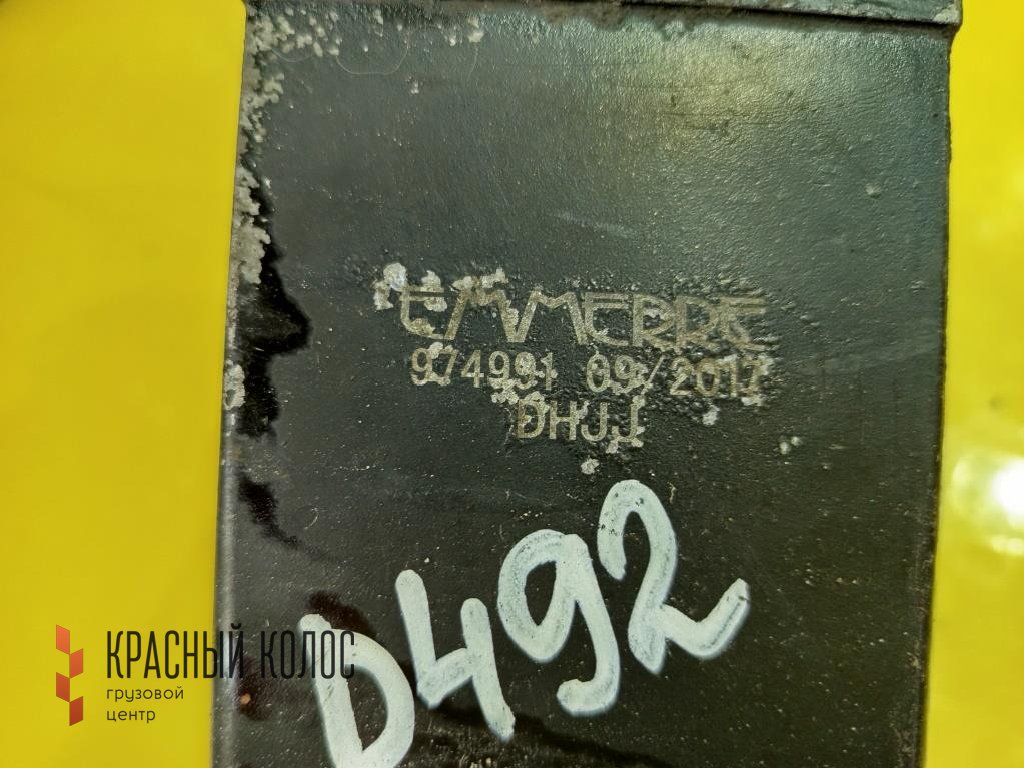 EMMERRE
974991 09/2017
DHJJ
D492
КРАСНЫЙ КОЛОС
грузовой
центр